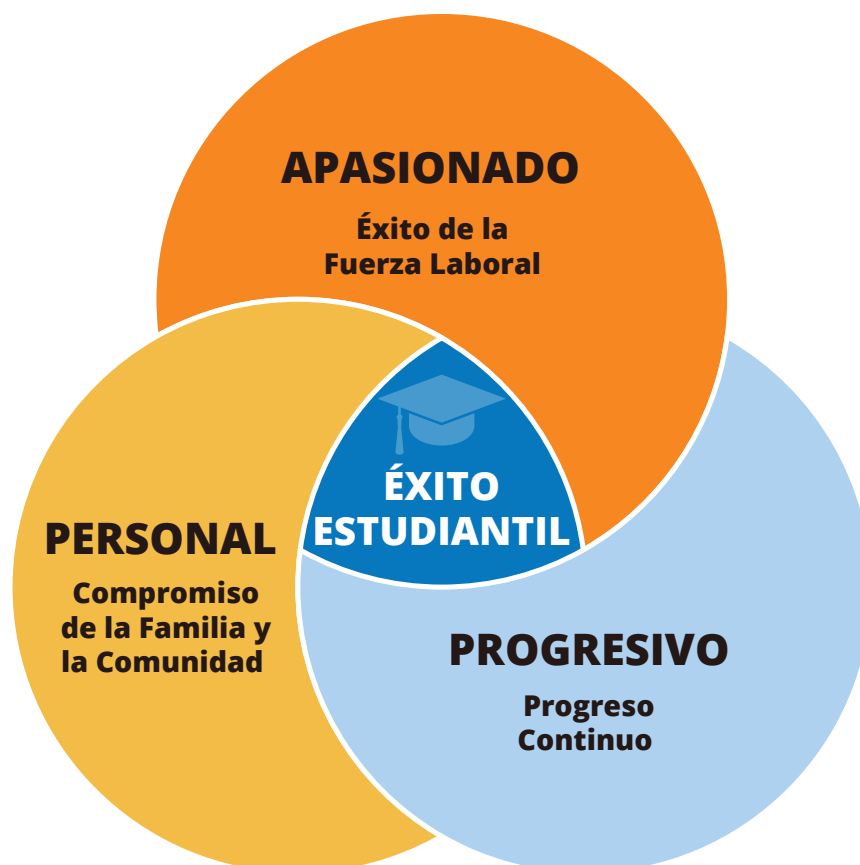 APASIONADO
Éxito de la
Fuerza Laboral
ÉXITO
ESTUDIANTIL
PERSONAL
Compromiso
de la Familia y
la Comunidad
PROGRESIVO
Progreso
Continuo